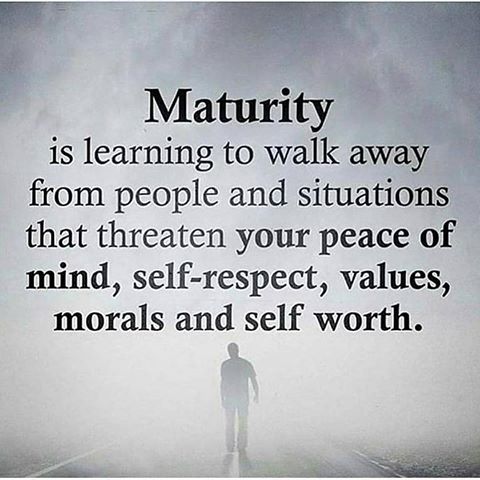 Maturity
is learning to walk away
from people and situations
that threaten your peace of
mind, self-respect, values,
morals and self worth.